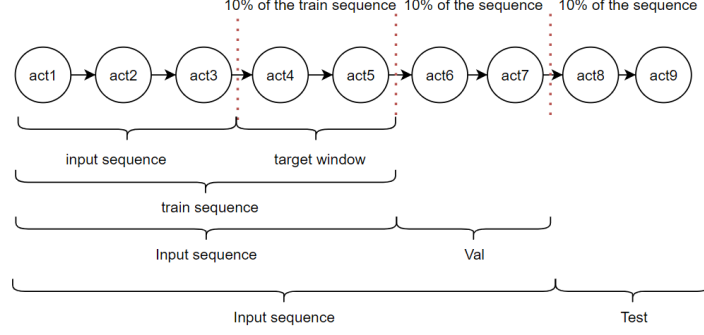 10% of the train sequence 10% of the sequence 10% of the sequence
act1 act2 act3 act4 act5 act6 act7 act8 act9
input sequence target window
train sequence
Input sequence Val
Input sequence Test